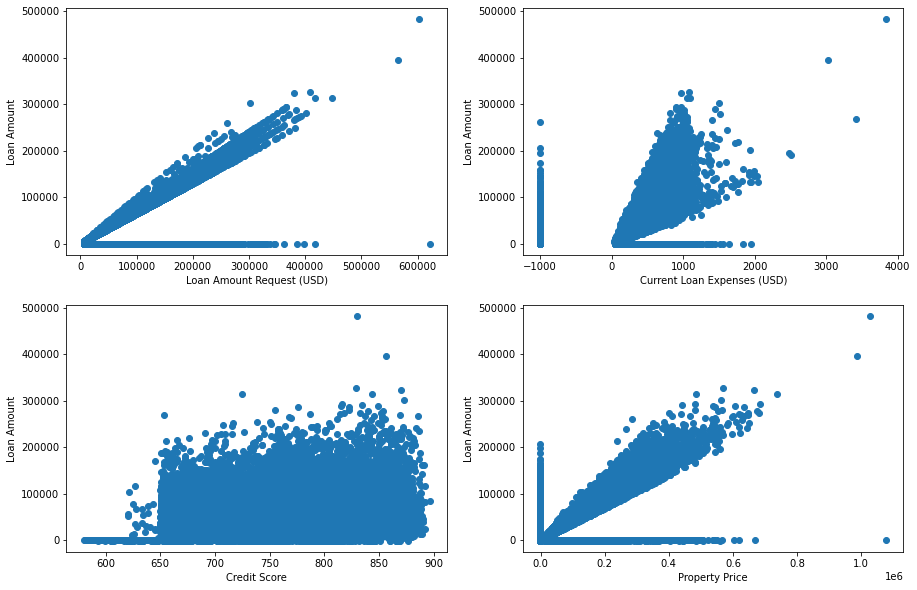 500000
400000
300000
200000
100000
0
Loan Amount
0 100000 200000 300000 400000 500000 600000
Loan Amount Request (USD)
500000
400000
300000
200000
100000
0
Loan Amount
−1000 0 1000 2000 3000 4000
Current Loan Expenses (USD)
500000
400000
300000
200000
100000
0
Loan Amount
600 650 700 750 800 850 900
Credit Score
500000
400000
300000
200000
100000
0
Loan Amount
0.0 0.2 0.4 0.6 0.8 1.0
1e6
Property Price